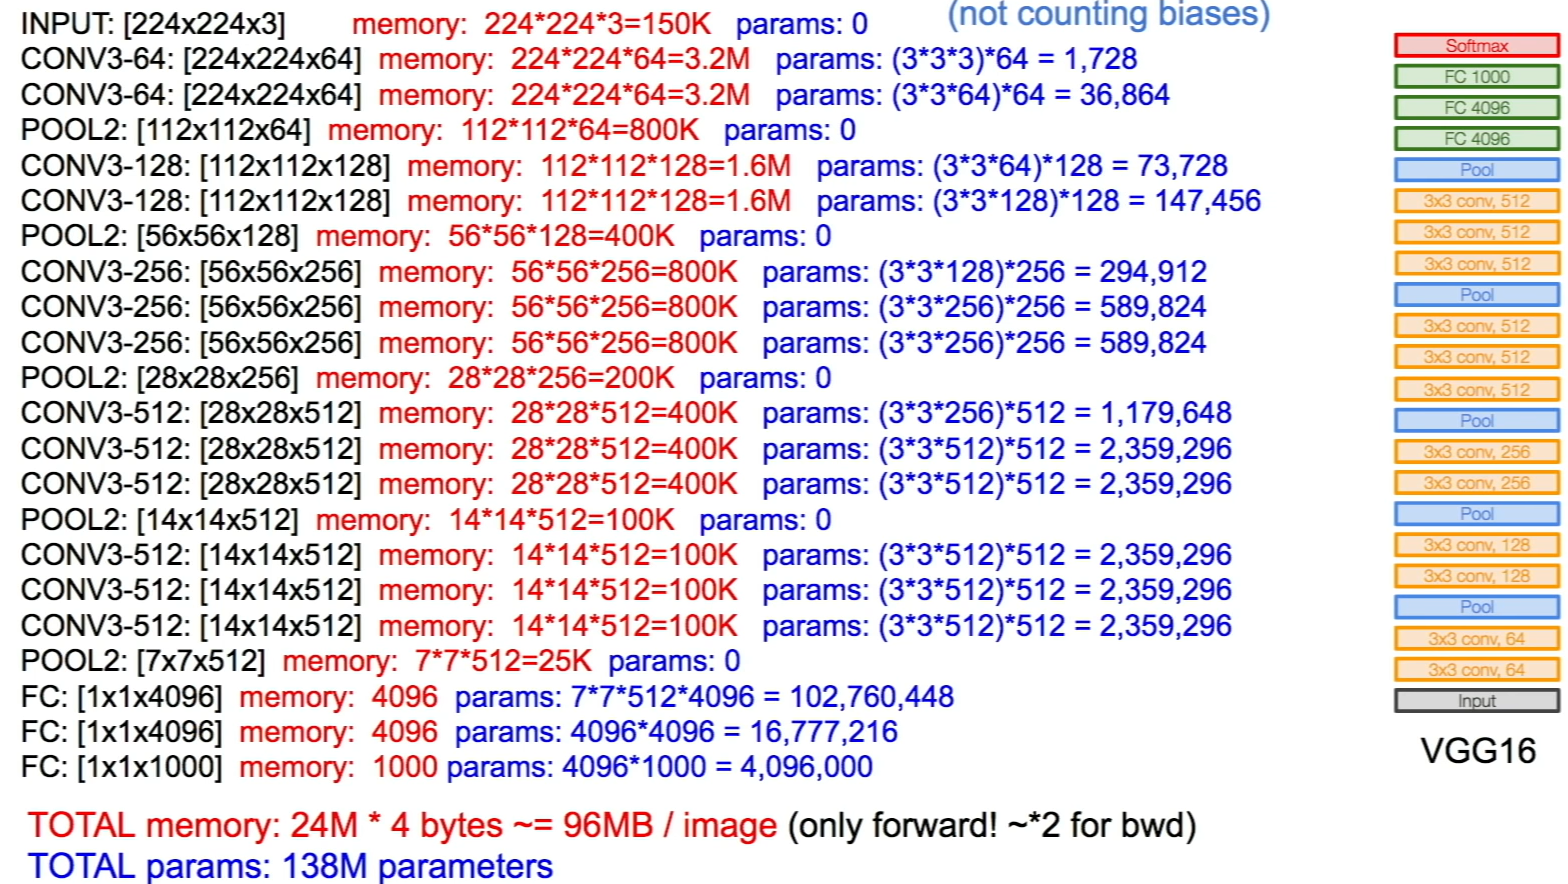 (not counting biases)
INPUT: [224x224x3] memory: 224*224*3=150K params: 0
CONV3-64: [224x224x64] memory: 224*224*64=3.2M params: (3*3*3)*64 = 1,728
CONV3-64: [224x224x64] memory: 224*224*64=3.2M params: (3*3*64)*64 = 36,864
POOL2: [112x112x64] memory: 112*112*64=800K params: 0
CONV3-128: [112x112x128] memory: 112*112*128=1.6M params: (3*3*64)*128 = 73,728
CONV3-128: [112x112x128] memory: 112*112*128=1.6M params: (3*3*128)*128 = 147,456
POOL2: [56x56x128] memory: 56*56*128=400K params: 0
CONV3-256: [56x56x256] memory: 56*56*256=800K params: (3*3*128)*256 = 294,912
CONV3-256: [56x56x256] memory: 56*56*256=800K params: (3*3*256)*256 = 589,824
CONV3-256: [56x56x256] memory: 56*56*256=800K params: (3*3*256)*256 = 589,824
POOL2: [28x28x256] memory: 28*28*256=200K params: 0
CONV3-512: [28x28x512] memory: 28*28*512=400K params: (3*3*256)*512 = 1,179,648
CONV3-512: [28x28x512] memory: 28*28*512=400K params: (3*3*512)*512 = 2,359,296
CONV3-512: [28x28x512] memory: 28*28*512=400K params: (3*3*512)*512 = 2,359,296
POOL2: [14x14x512] memory: 14*14*512=100K params: 0
CONV3-512: [14x14x512] memory: 14*14*512=100K params: (3*3*512)*512 = 2,359,296
CONV3-512: [14x14x512] memory: 14*14*512=100K params: (3*3*512)*512 = 2,359,296
CONV3-512: [14x14x512] memory: 14*14*512=100K params: (3*3*512)*512 = 2,359,296
POOL2: [7x7x512] memory: 7*7*512=25K params: 0
FC: [1x1x4096] memory: 4096 params: 7*7*512*4096 = 102,760,448
FC: [1x1x4096] memory: 4096 params: 4096*4096 = 16,777,216
FC: [1x1x1000] memory: 1000 params: 4096*1000 = 4,096,000
TOTAL memory: 24M * 4 bytes ~= 96MB / image (only forward! ~*2 for bwd)
TOTAL params: 138M parameters
Softmax
FC 1000
FC 4096
FC 4096
Pool
3x3 conv, 512
3x3 conv, 512
3x3 conv, 512
Pool
3x3 conv, 512
3x3 conv, 512
3x3 conv, 512
Pool
3x3 conv, 256
3x3 conv, 256
Pool
3x3 conv, 128
3x3 conv, 128
Pool
3x3 conv, 64
3x3 conv, 64
Input
VGG16